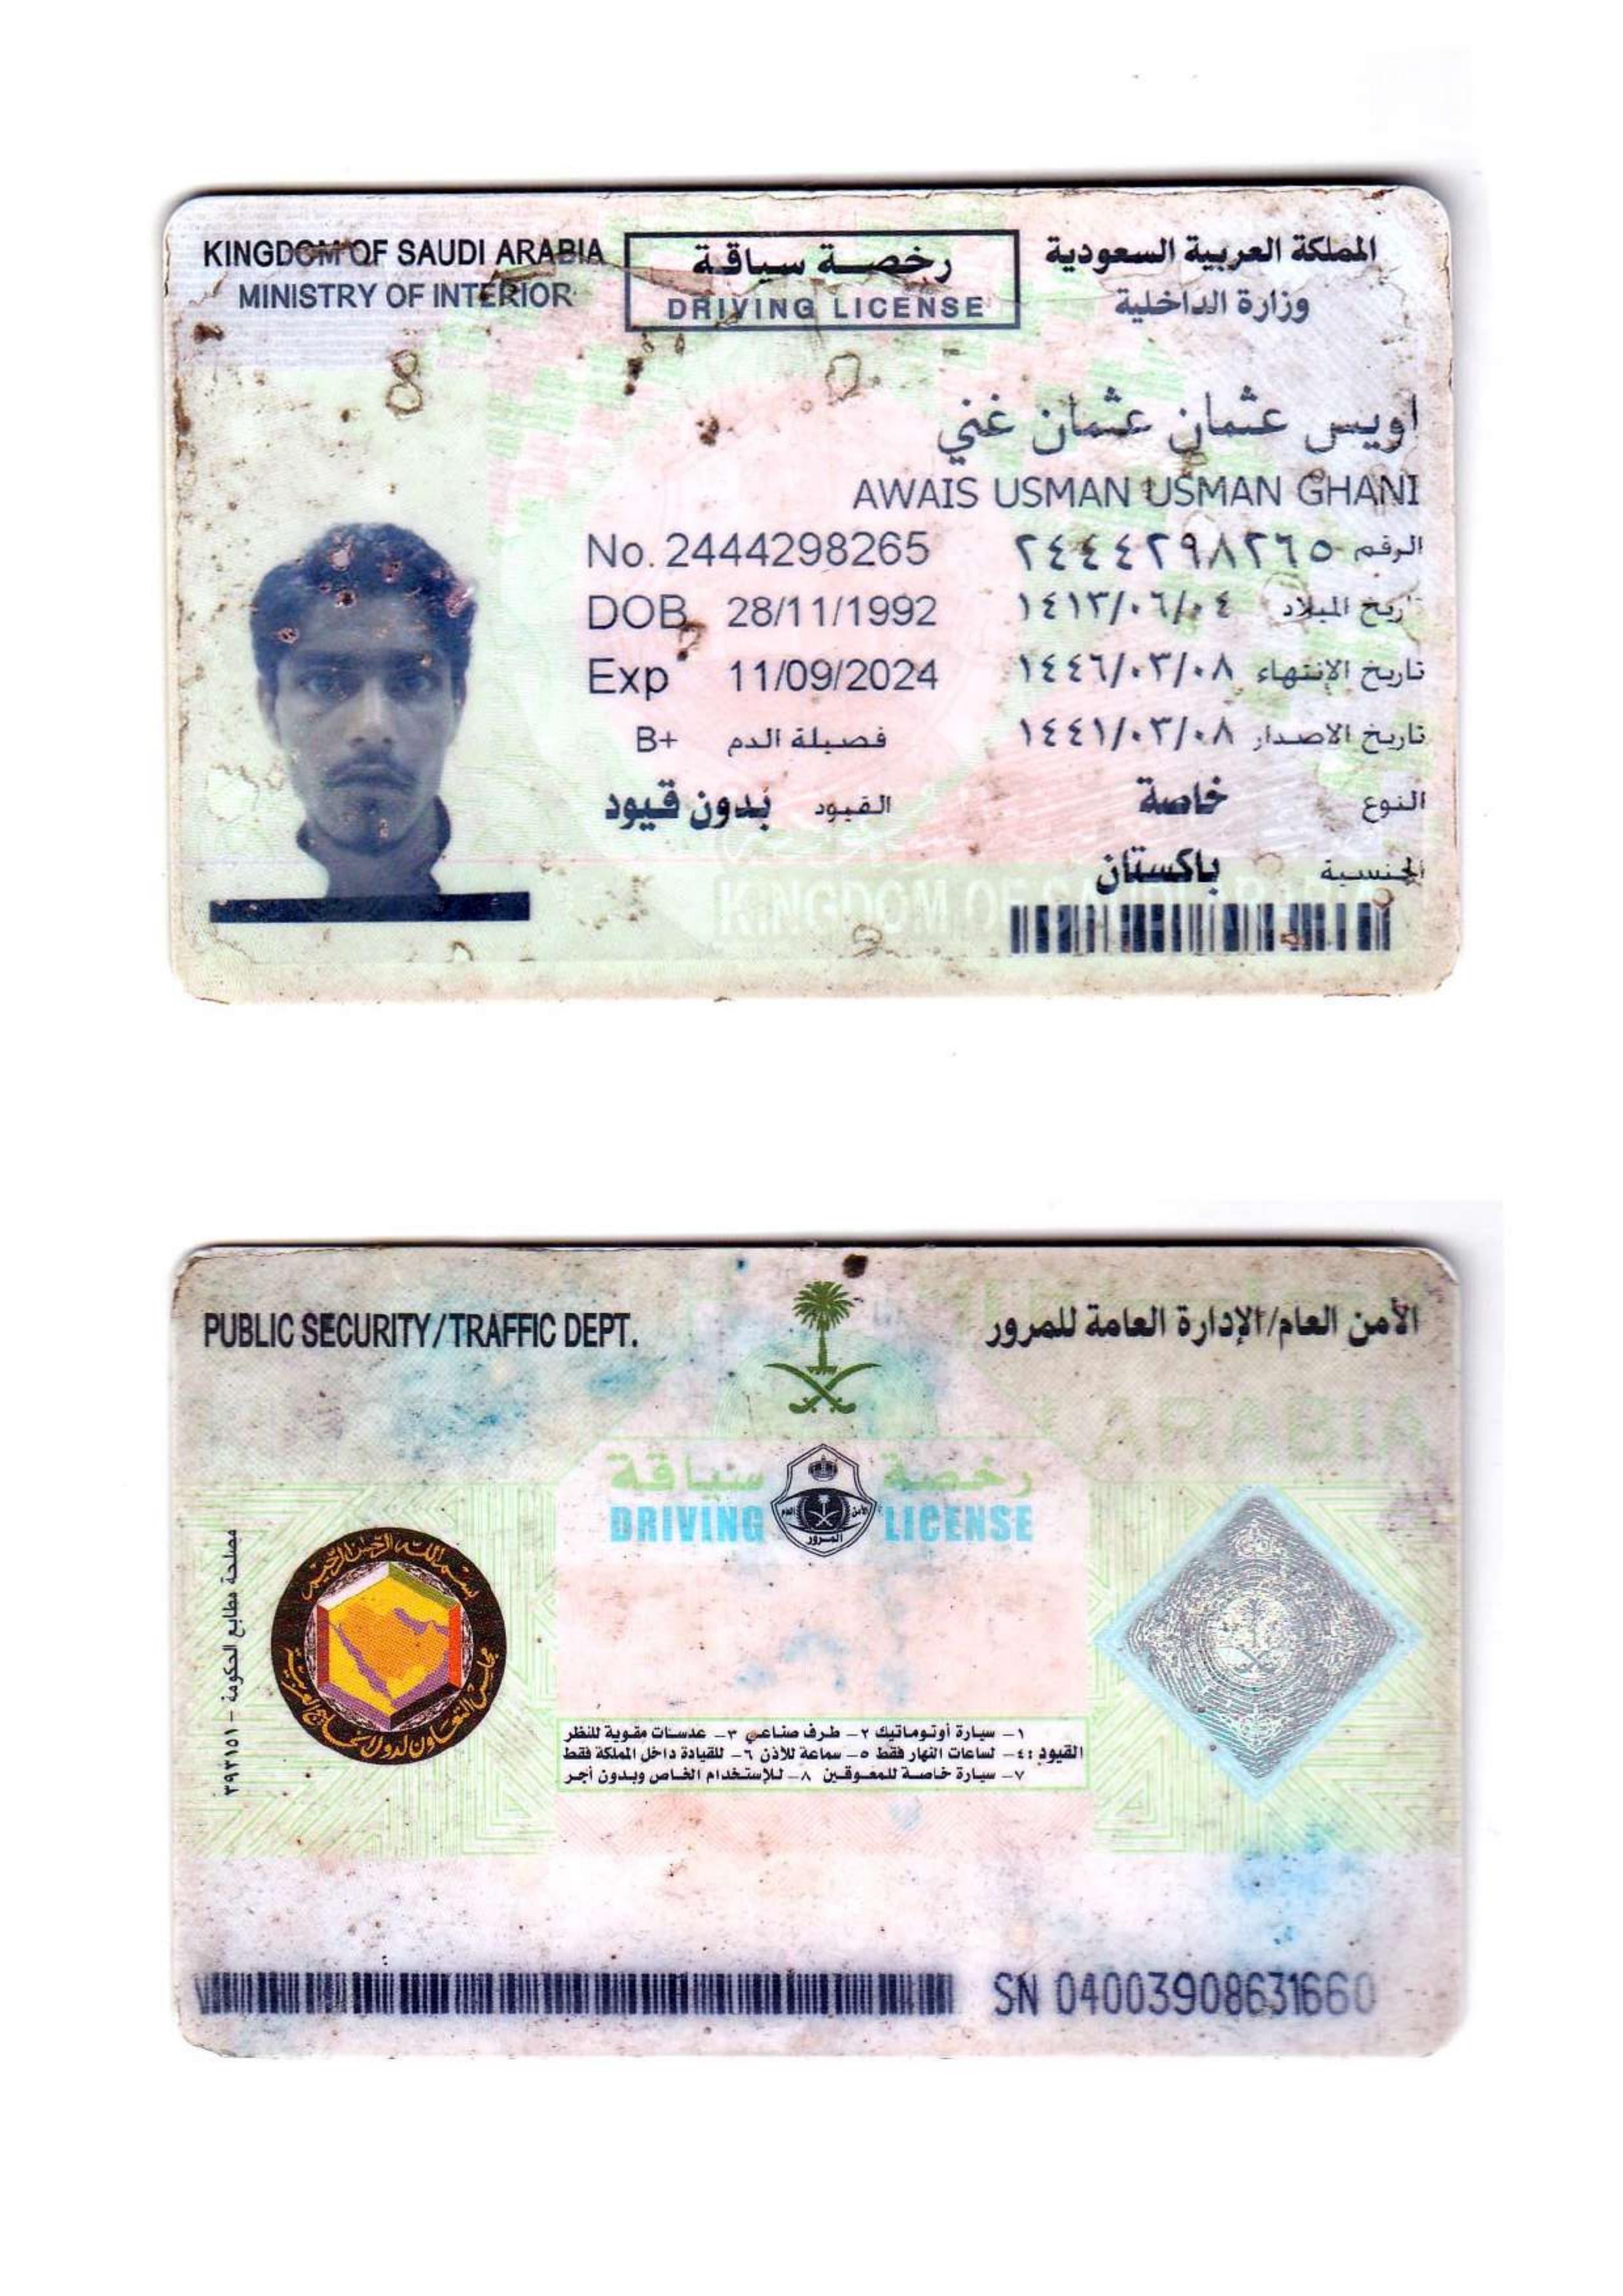 KINGDOM OF SAUDI ARABIA
MINISTRY OF INTERIOR
رخصة سياقة
DRIVING LICENSE
المملكة العربية السعودية
وزارة الداخلية
اويس عثمان عثمان غني
AWAIS USMAN USMAN GHANI
No. 2444298265 الرقم ٢٤٤٤٢٩٨٢٦٥
DOB 28/11/1992 تاريخ الميلاد ١٤١٣/٠٦/٠٤
Exp 11/09/2024 تاريخ الإنتهاء ١٤٤٦/٠٣/٠٨
تاريخ الاصدار ١٤٤١/٠٣/٠٨ فصيلة الدم B+
النوع خاصة القيود بدون قيود
الجنسية باكستان
KINGDOM OF SAUDI ARABIA
PUBLIC SECURITY/TRAFFIC DEPT.
الأمن العام/الإدارة العامة للمرور
ARABIA
رخصة سياقة
DRIVING LICENSE
الأمن العام
المرور
بسم الله الرحمن الرحيم
مجلس التعاون لدول الخليج العربية
مصلحة مطابع الحكومة - ٣٩٣١٥١
القيود :
١- سيارة أوتوماتيك ٢- طرف صناعي ٣- عدسات مقوية للنظر
٤- لساعات النهار فقط ٥- سماعة للأذن ٦- للقيادة داخل المملكة فقط
٧- سيارة خاصة للمعوقين ٨- للإستخدام الخاص وبدون أجر
SN 04003908631660